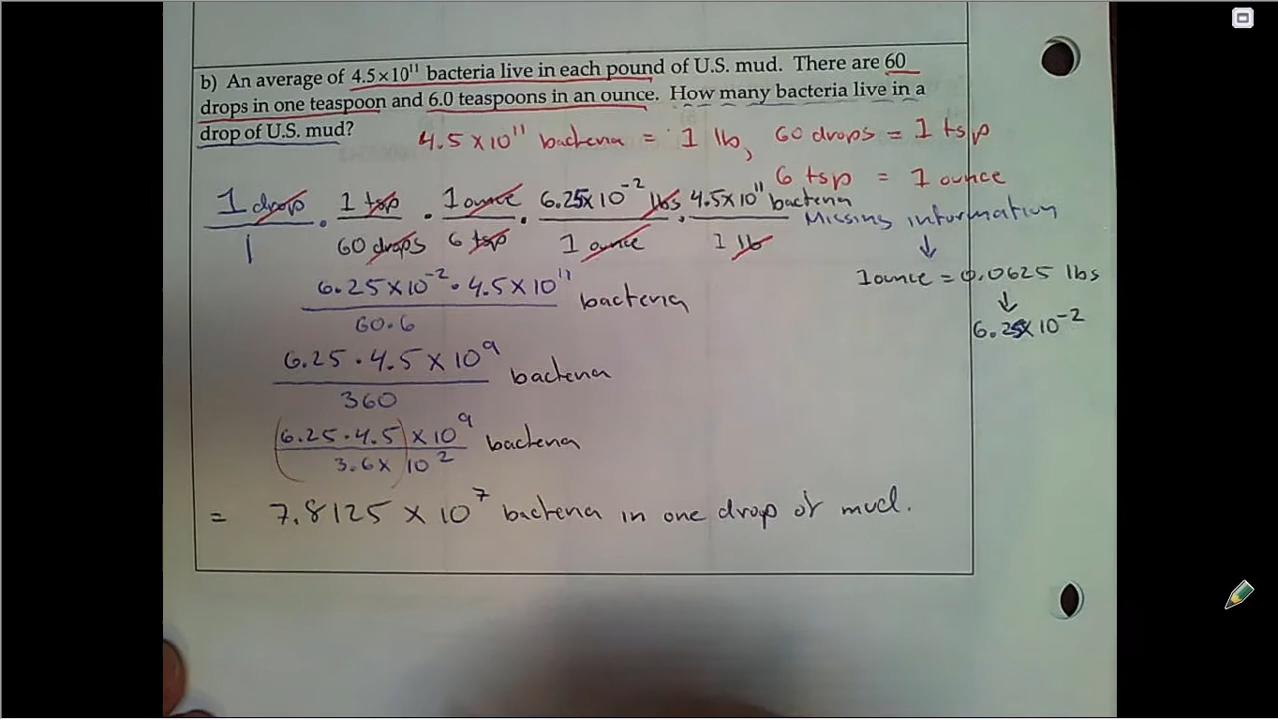 b) An average of 4.5×10¹¹ bacteria live in each pound of U.S. mud. There are 60
drops in one teaspoon and 6.0 teaspoons in an ounce. How many bacteria live in a
drop of U.S. mud?
4.5 × 10¹¹ bacteria = 1 lb, 60 drops = 1 tsp
6 tsp = 1 ounce
1 drop / 1 · 1 tsp / 60 drops · 1 ounce / 6 tsp · 6.25×10⁻² lbs / 1 ounce · 4.5×10¹¹ bacteria / 1 lb
Missing information
↓
1 ounce = 0.0625 lbs
↓
6.25×10⁻²
6.25×10⁻² · 4.5×10¹¹ / 60·6 bacteria
6.25 · 4.5 × 10⁹ / 360 bacteria
(6.25 · 4.5) × 10⁹ / 3.6 × 10² bacteria
= 7.8125 × 10⁷ bacteria in one drop of mud.